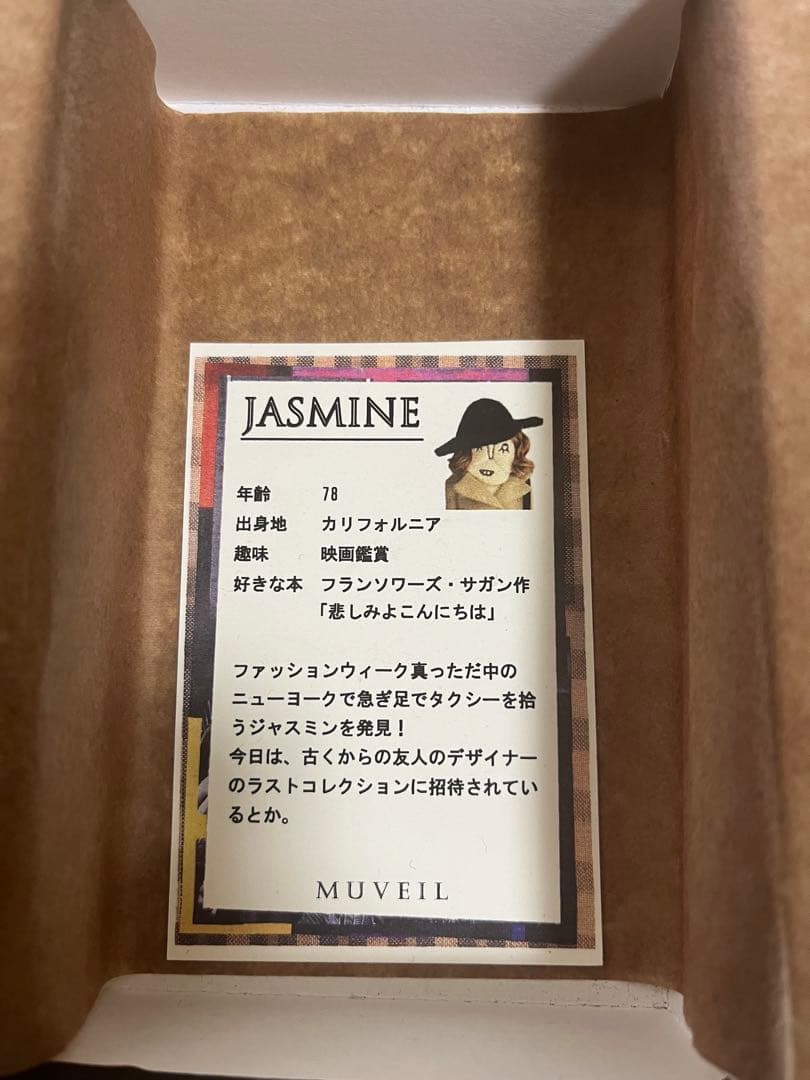 JASMINE
年齢 78
出身地 カリフォルニア
趣味 映画鑑賞
好きな本 フランソワーズ・サガン作
「悲しみよこんにちは」
ファッションウィーク真っただ中の
ニューヨークで急ぎ足でタクシーを拾
うジャスミンを発見!
今日は、古くからの友人のデザイナー
のラストコレクションに招待されてい
るとか。
MUVEIL